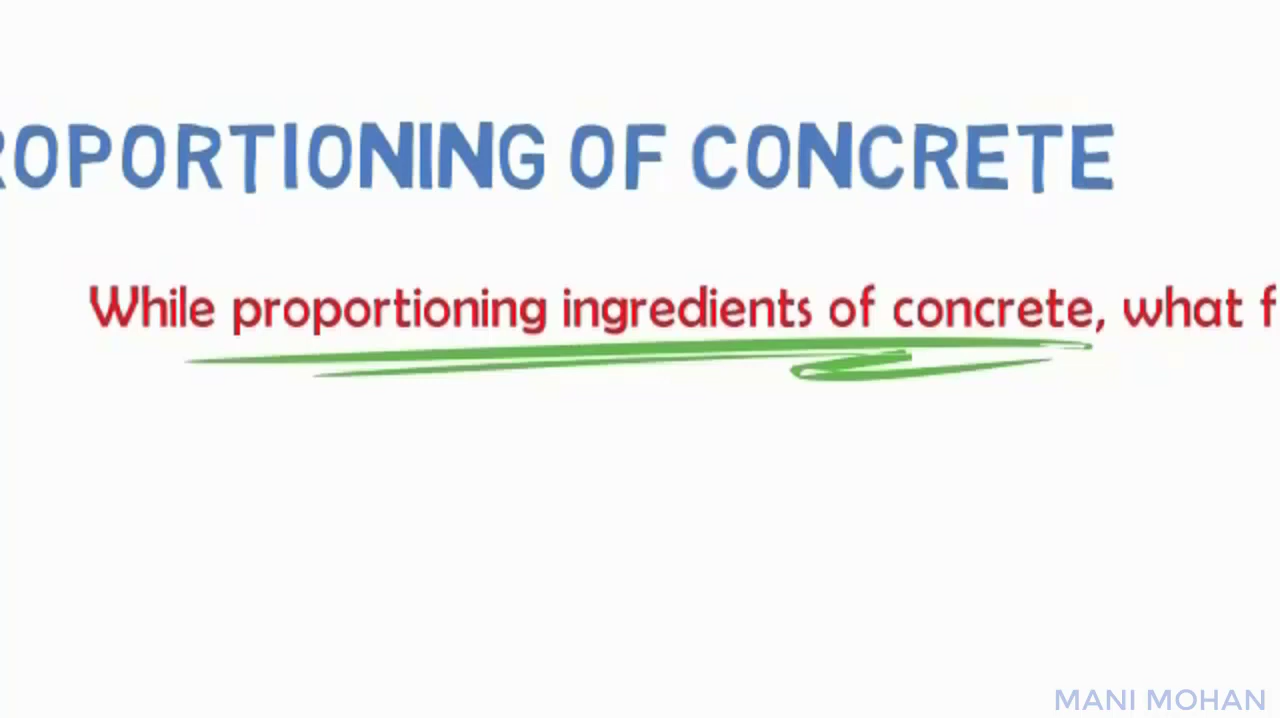 ROPORTIONING OF CONCRETE
While proportioning ingredients of concrete, what f
MANI MOHAN